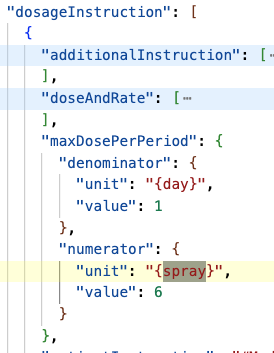 "dosageInstruction": [
{
"additionalInstruction": [⋯
],
"doseAndRate": [⋯
],
"maxDosePerPeriod": {
"denominator": {
"unit": "{day}",
"value": 1
},
"numerator": {
"unit": "{spray}",
"value": 6
}
},